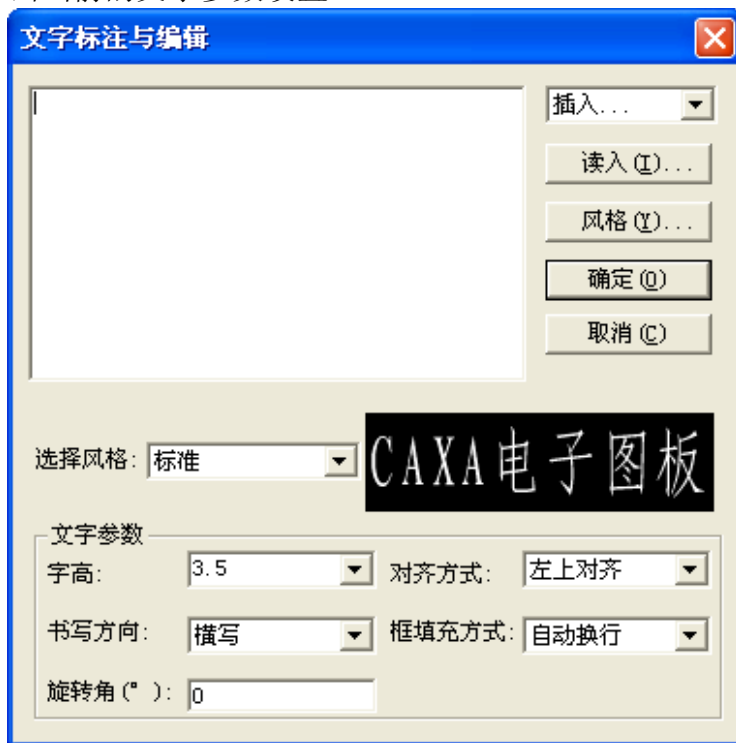 文字标注与编辑
插入...
读入(I)...
风格(Y)...
确定(O)
取消(C)
选择风格: 标准
CAXA电子图板
文字参数
字高: 3.5 对齐方式: 左上对齐
书写方向: 横写 框填充方式: 自动换行
旋转角(° ): 0